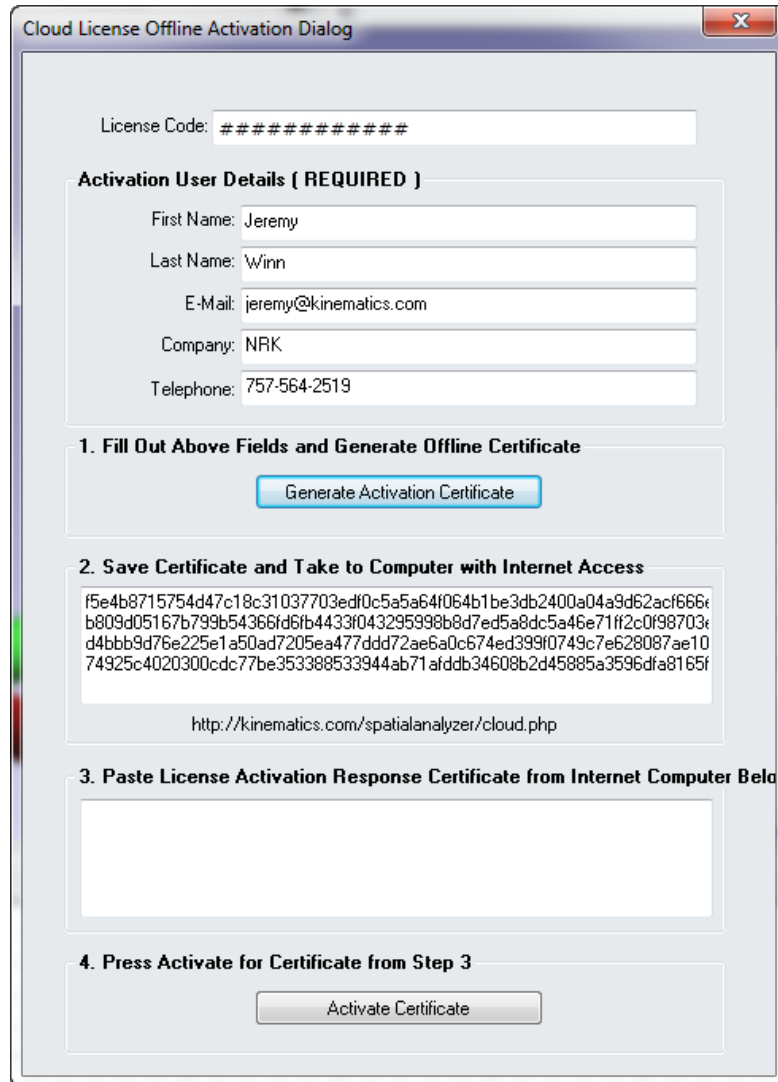 Cloud License Offline Activation Dialog
License Code: ############
Activation User Details ( REQUIRED )
First Name: Jeremy
Last Name: Winn
E-Mail: jeremy@kinematics.com
Company: NRK
Telephone: 757-564-2519
1. Fill Out Above Fields and Generate Offline Certificate
Generate Activation Certificate
2. Save Certificate and Take to Computer with Internet Access
f5e4b8715754d47c18c31037703edf0c5a5a64f064b1be3db2400a04a9d62acf666e
b809d05167b799b54366fd6fb4433f043295998b8d7ed5a8dc5a46e71ff2c0f98703e
d4bbb9d76e225e1a50ad7205ea477ddd72ae6a0c674ed399f0749c7e628087ae10
74925c4020300cdc77be353388533944ab71afddb34608b2d45885a3596dfa8165f
http://kinematics.com/spatialanalyzer/cloud.php
3. Paste License Activation Response Certificate from Internet Computer Belo
4. Press Activate for Certificate from Step 3
Activate Certificate